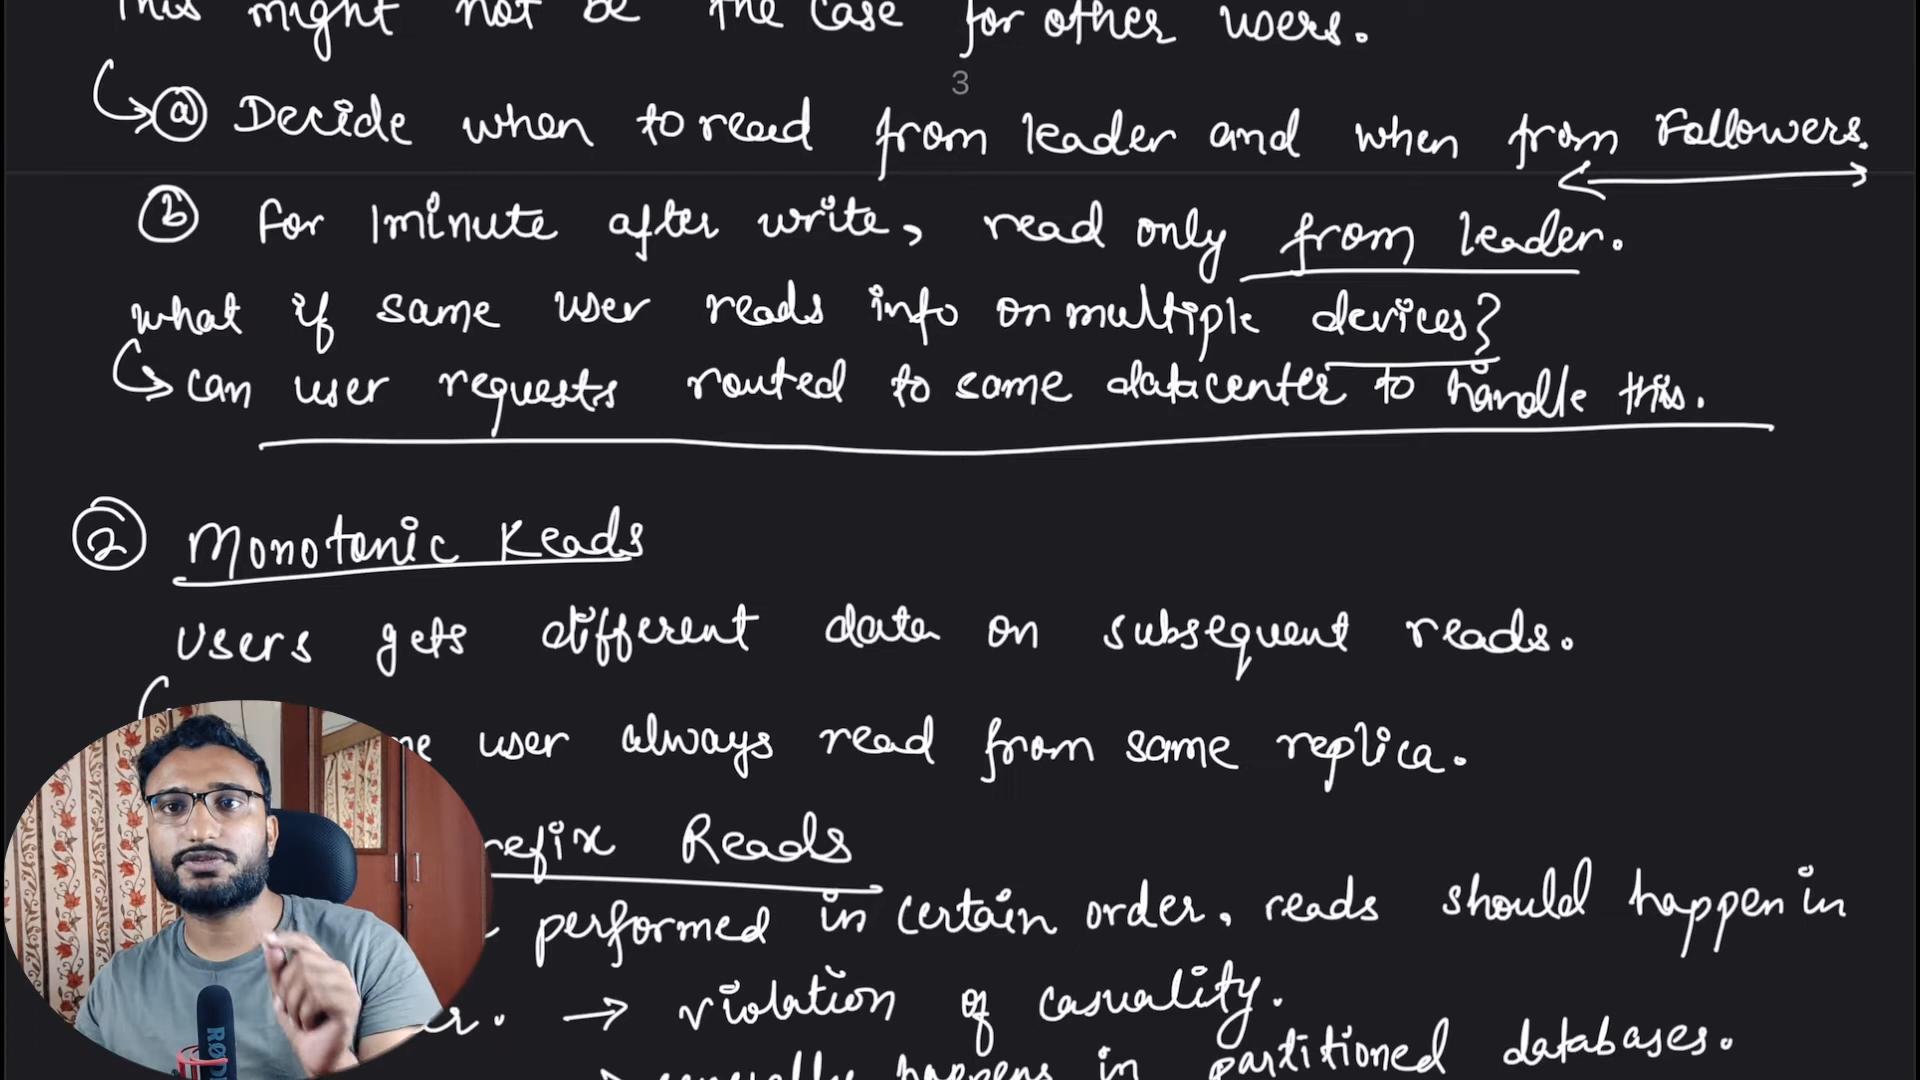 This might not be the case for other users.
3
ⓐ Decide when to read from leader and when from Followers.
ⓑ For 1minute after write, read only from leader.
what if same user reads info on multiple devices?
can user requests routed to same datacenter to handle this.
② Monotonic Reads
Users gets different data on subsequent reads.
user always read from same replica.
Reads
performed in certain order, reads should happen in
→ violation of casuality.
happens in partitioned databases.
RØD